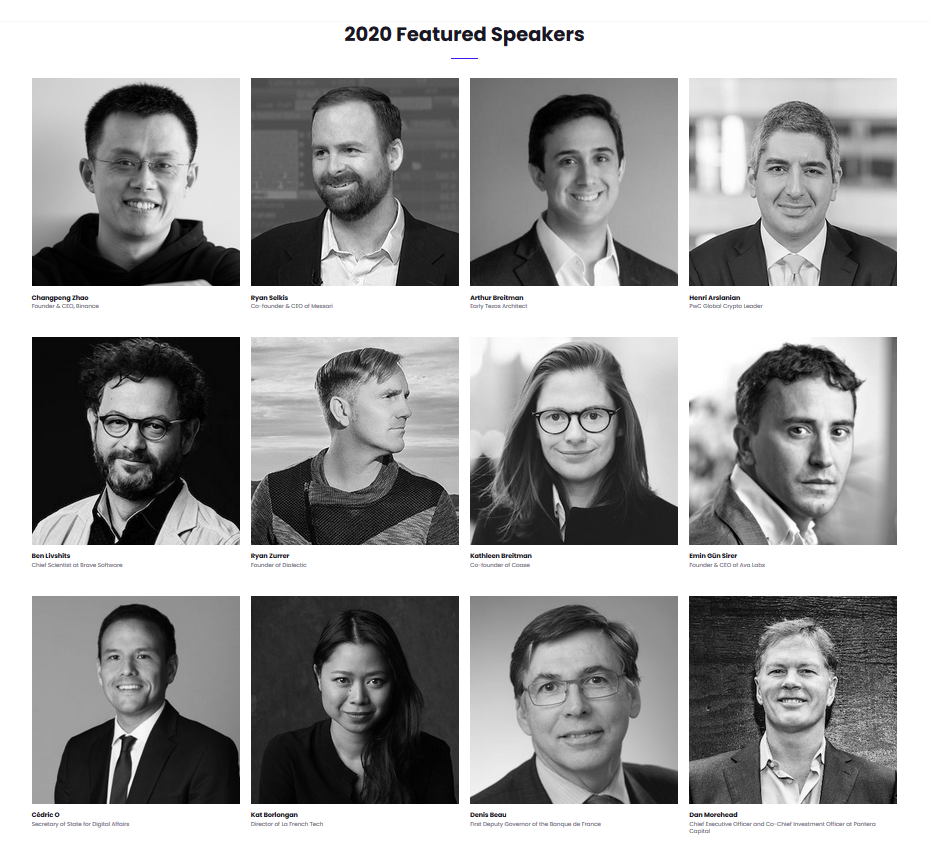 2020 Featured Speakers
Changpeng Zhao
Founder & CEO, Binance
Ryan Selkis
Co-founder & CEO of Messari
Arthur Breitman
Early Tezos Architect
Henri Arslanian
PwC Global Crypto Leader
Ben Livshits
Chief Scientist at Brave Software
Ryan Zurrer
Founder of Dialectic
Kathleen Breitman
Co-founder of Coase
Emin Gün Sirer
Founder & CEO of Ava Labs
Cédric O
Secretary of State for Digital Affairs
Kat Borlongan
Director of La French Tech
Denis Beau
First Deputy Governor of the Banque de France
Dan Morehead
Chief Executive Officer and Co-Chief Investment Officer at Pantera
Capital